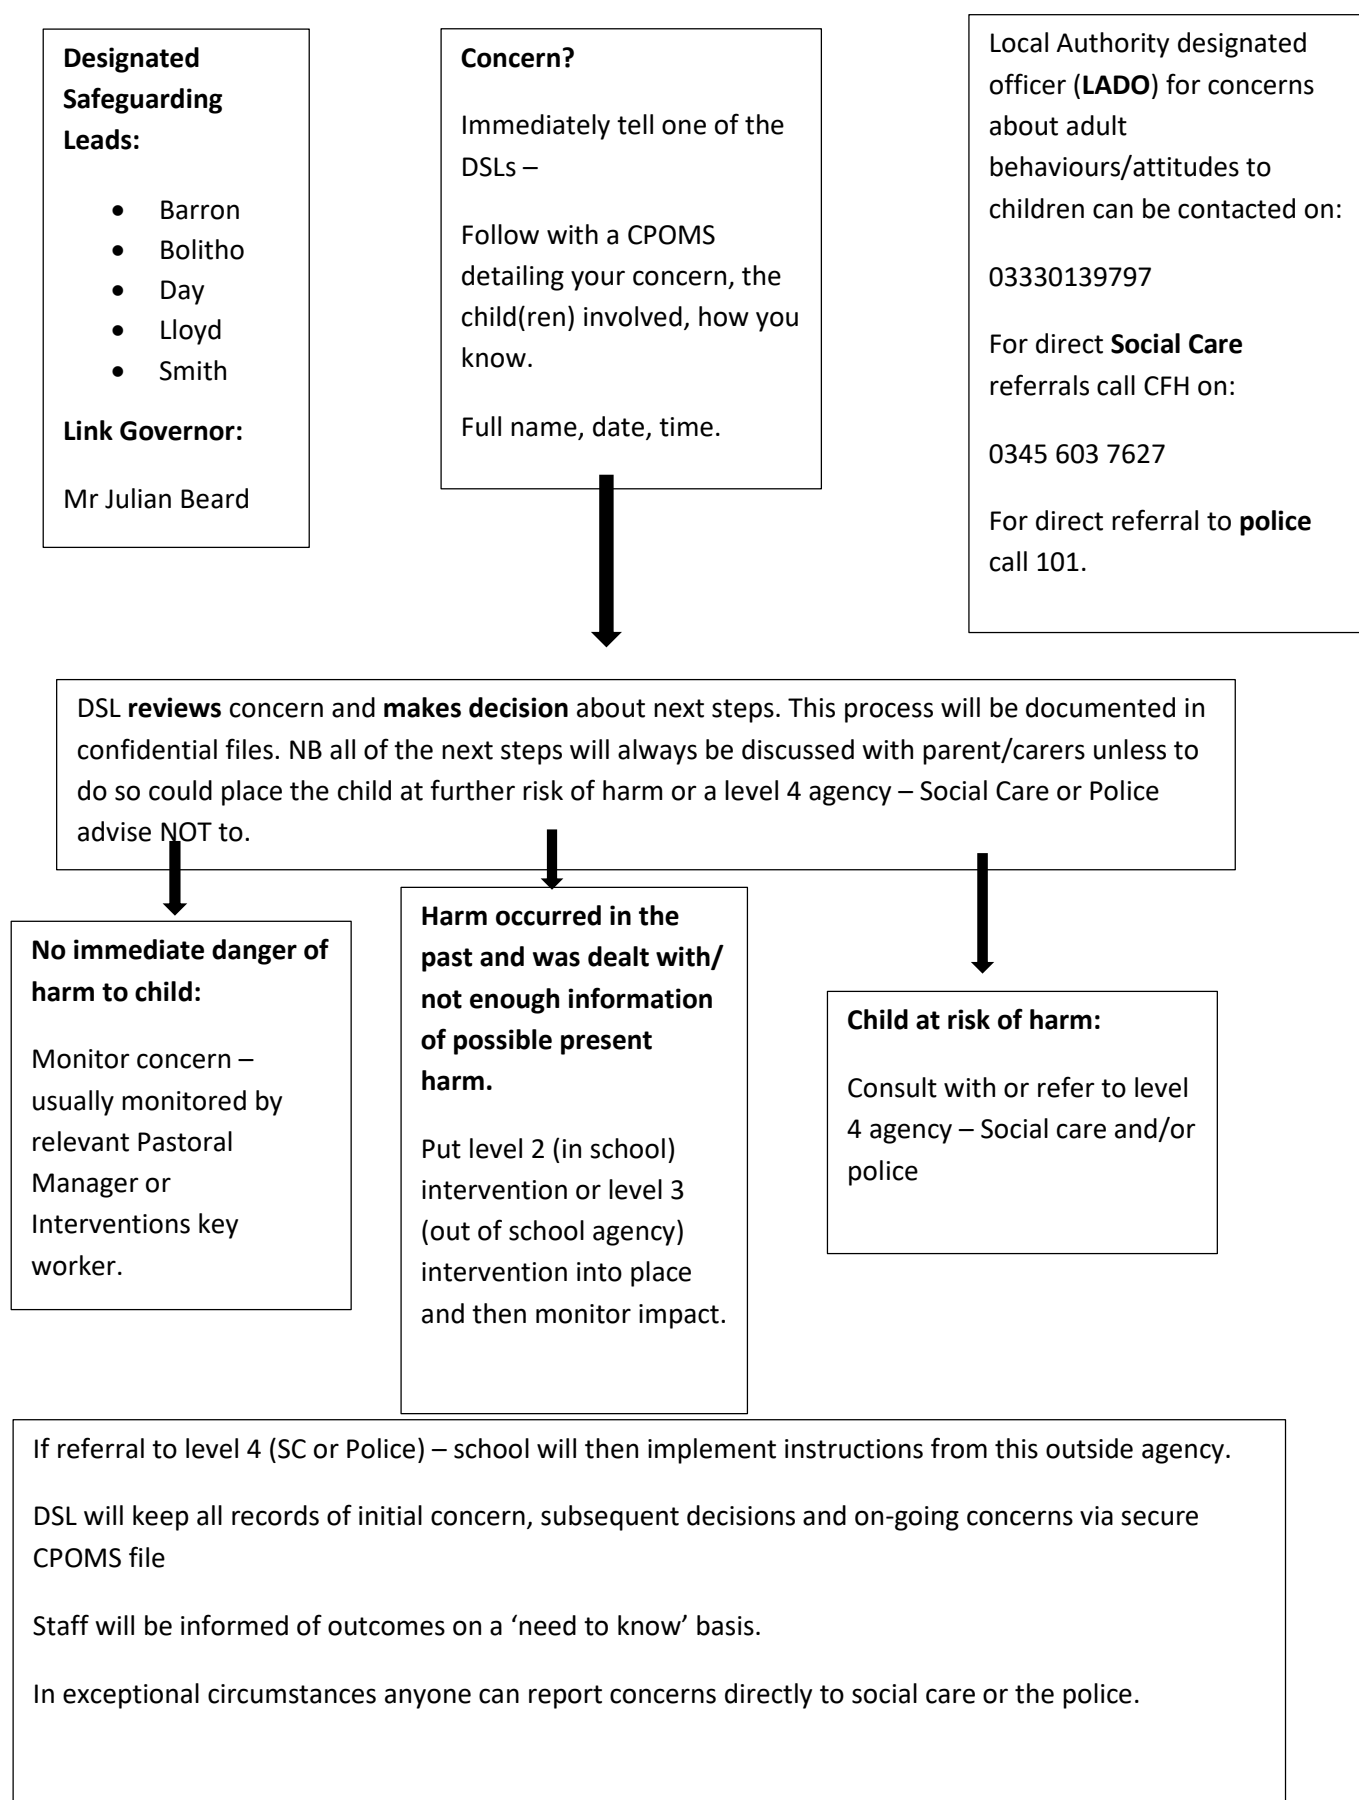 Designated
Safeguarding
Leads:
• Barron
• Bolitho
• Day
• Lloyd
• Smith
Link Governor:
Mr Julian Beard
Concern?
Immediately tell one of the
DSLs –
Follow with a CPOMS
detailing your concern, the
child(ren) involved, how you
know.
Full name, date, time.
Local Authority designated
officer (LADO) for concerns
about adult
behaviours/attitudes to
children can be contacted on:
03330139797
For direct Social Care
referrals call CFH on:
0345 603 7627
For direct referral to police
call 101.
DSL reviews concern and makes decision about next steps. This process will be documented in
confidential files. NB all of the next steps will always be discussed with parent/carers unless to
do so could place the child at further risk of harm or a level 4 agency – Social Care or Police
advise NOT to.
No immediate danger of
harm to child:
Monitor concern –
usually monitored by
relevant Pastoral
Manager or
Interventions key
worker.
Harm occurred in the
past and was dealt with/
not enough information
of possible present
harm.
Put level 2 (in school)
intervention or level 3
(out of school agency)
intervention into place
and then monitor impact.
Child at risk of harm:
Consult with or refer to level
4 agency – Social care and/or
police
If referral to level 4 (SC or Police) – school will then implement instructions from this outside agency.
DSL will keep all records of initial concern, subsequent decisions and on-going concerns via secure
CPOMS file
Staff will be informed of outcomes on a ‘need to know’ basis.
In exceptional circumstances anyone can report concerns directly to social care or the police.